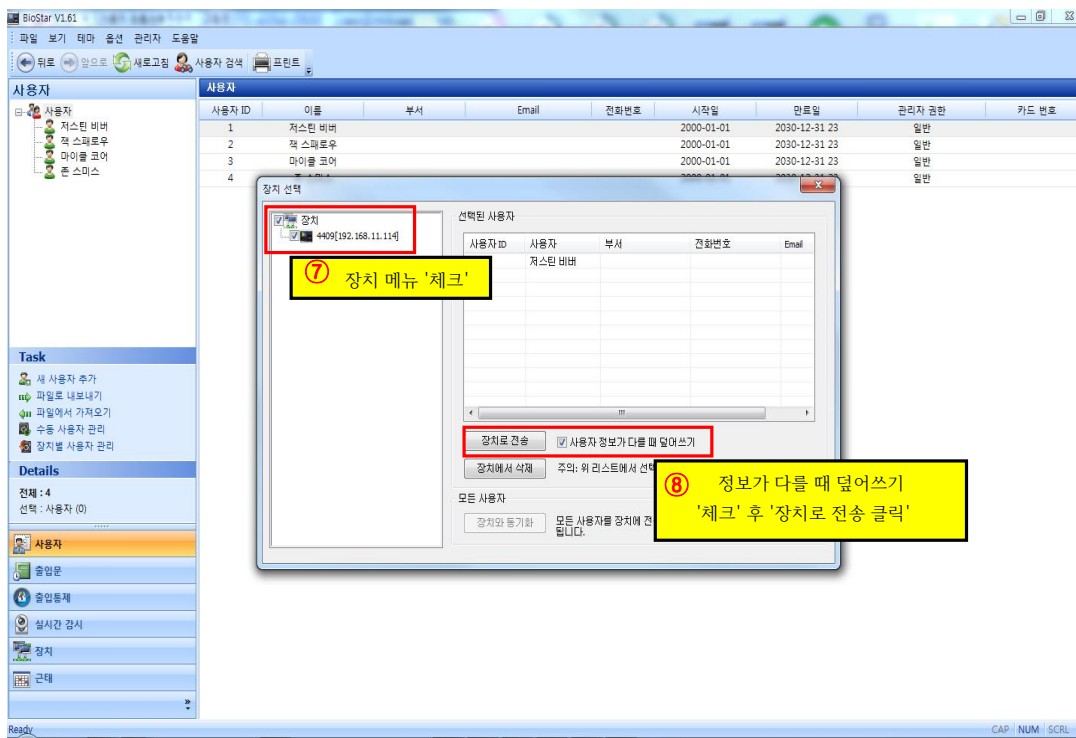 BioStar V1.61
파일 보기 테마 옵션 관리자 도움말
뒤로 앞으로 새로고침 사용자 검색 프린트
사용자
사용자
저스틴 비버
잭 스패로우
마이클 코어
존 스미스
사용자
사용자 ID 이름 부서 Email 전화번호 시작일 만료일 관리자 권한 카드 번호
1 저스틴 비버 2000-01-01 2030-12-31 23 일반
2 잭 스패로우 2000-01-01 2030-12-31 23 일반
3 마이클 코어 2000-01-01 2030-12-31 23 일반
4 일반
장치 선택
장치
4409[192.168.11.114]
⑦ 장치 메뉴 '체크'
선택된 사용자
사용자 ID 사용자 부서 전화번호 Email
저스틴 비버
장치로 전송 사용자 정보가 다를 때 덮어쓰기
장치에서 삭제 주의: 위 리스트에서
⑧ 정보가 다를 때 덮어쓰기
'체크' 후 '장치로 전송 클릭'
모든 사용자
장치와 동기화 모든 사용자를 장치에
됩니다.
Task
새 사용자 추가
파일로 내보내기
파일에서 가져오기
수동 사용자 관리
장치별 사용자 관리
Details
전체 : 4
선택 : 사용자 (0)
사용자
출입문
출입통제
실시간 감시
장치
근태
Ready CAP NUM SCRL